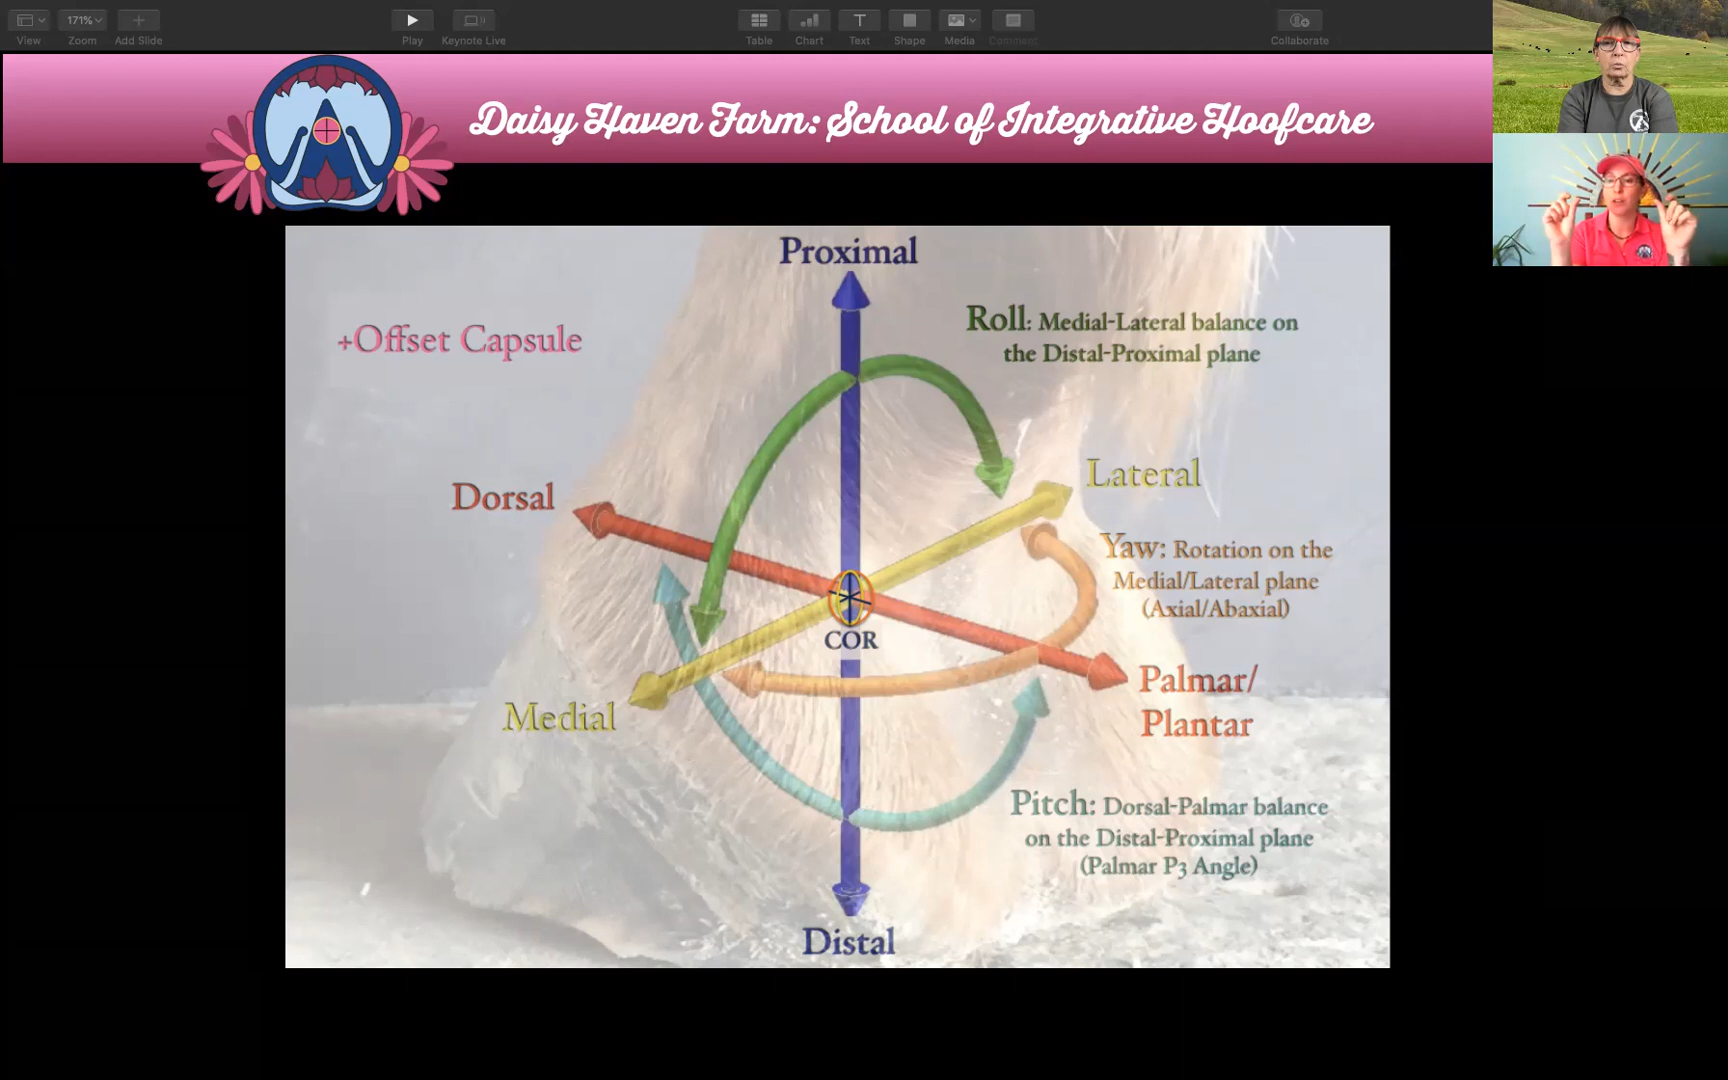 171%
View
Zoom
Add Slide
Play
Keynote Live
Table
Chart
Text
Shape
Media
Comment
Collaborate
Daisy Haven Farm: School of Integrative Hoofcare
Proximal
+Offset Capsule
Roll: Medial-Lateral balance on
the Distal-Proximal plane
Lateral
Dorsal
Yaw: Rotation on the
Medial/Lateral plane
(Axial/Abaxial)
COR
Palmar/
Plantar
Medial
Pitch: Dorsal-Palmar balance
on the Distal-Proximal plane
(Palmar P3 Angle)
Distal